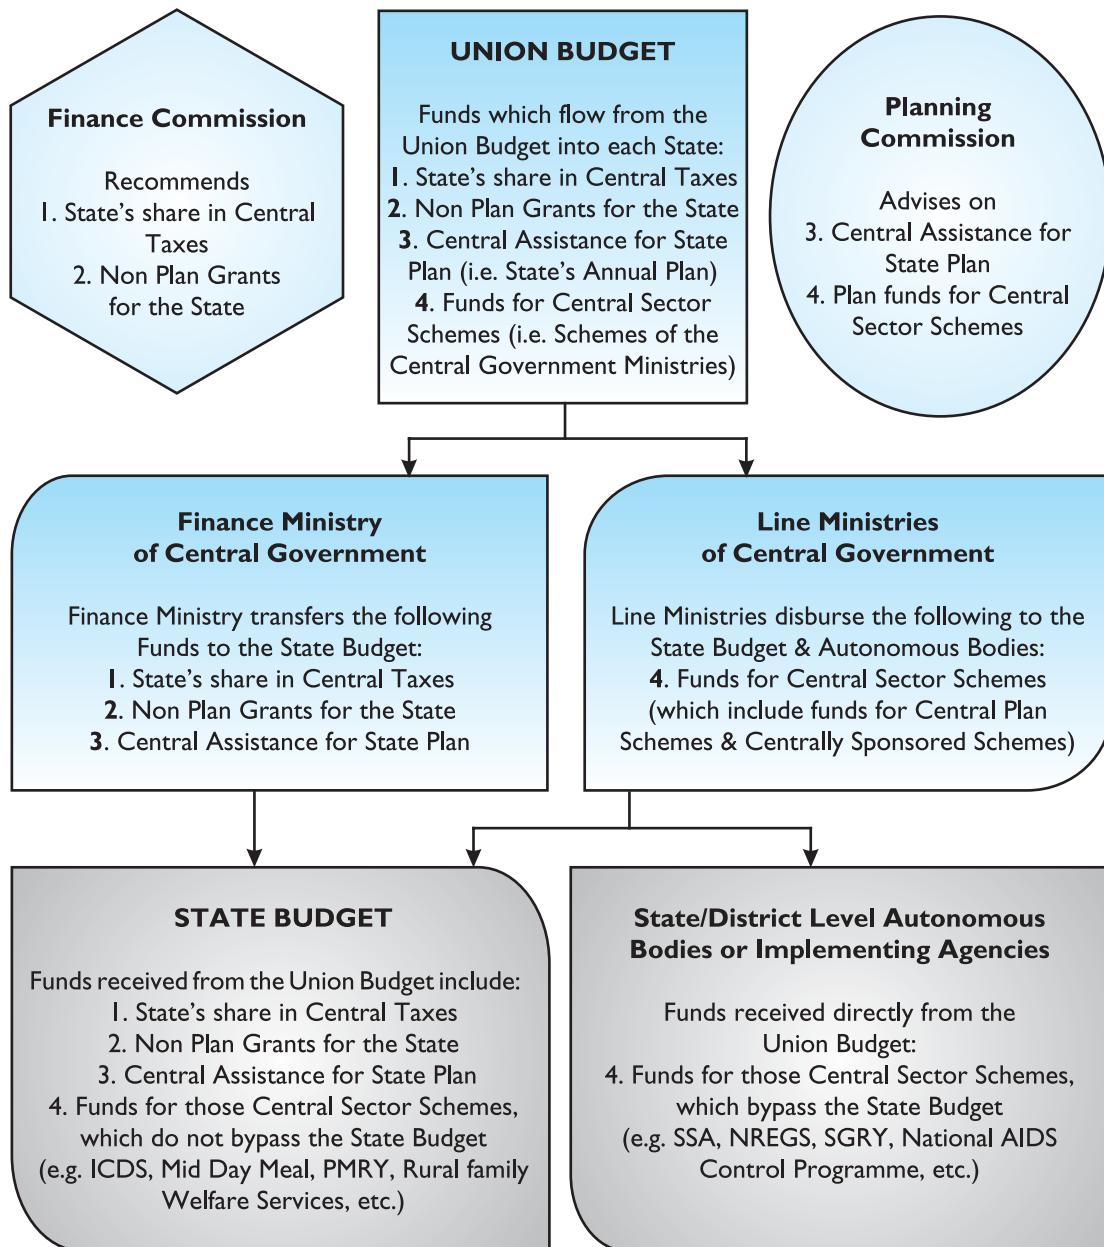 Finance Commission
Recommends
1. State’s share in Central
Taxes
2. Non Plan Grants
for the State
UNION BUDGET
Funds which flow from the
Union Budget into each State:
1. State’s share in Central Taxes
2. Non Plan Grants for the State
3. Central Assistance for State
Plan (i.e. State’s Annual Plan)
4. Funds for Central Sector
Schemes (i.e. Schemes of the
Central Government Ministries)
Planning
Commission
Advises on
3. Central Assistance for
State Plan
4. Plan funds for Central
Sector Schemes
Finance Ministry
of Central Government
Finance Ministry transfers the following
Funds to the State Budget:
1. State’s share in Central Taxes
2. Non Plan Grants for the State
3. Central Assistance for State Plan
Line Ministries
of Central Government
Line Ministries disburse the following to the
State Budget & Autonomous Bodies:
4. Funds for Central Sector Schemes
(which include funds for Central Plan
Schemes & Centrally Sponsored Schemes)
STATE BUDGET
Funds received from the Union Budget include:
1. State’s share in Central Taxes
2. Non Plan Grants for the State
3. Central Assistance for State Plan
4. Funds for those Central Sector Schemes,
which do not bypass the State Budget
(e.g. ICDS, Mid Day Meal, PMRY, Rural family
Welfare Services, etc.)
State/District Level Autonomous
Bodies or Implementing Agencies
Funds received directly from the
Union Budget:
4. Funds for those Central Sector Schemes,
which bypass the State Budget
(e.g. SSA, NREGS, SGRY, National AIDS
Control Programme, etc.)